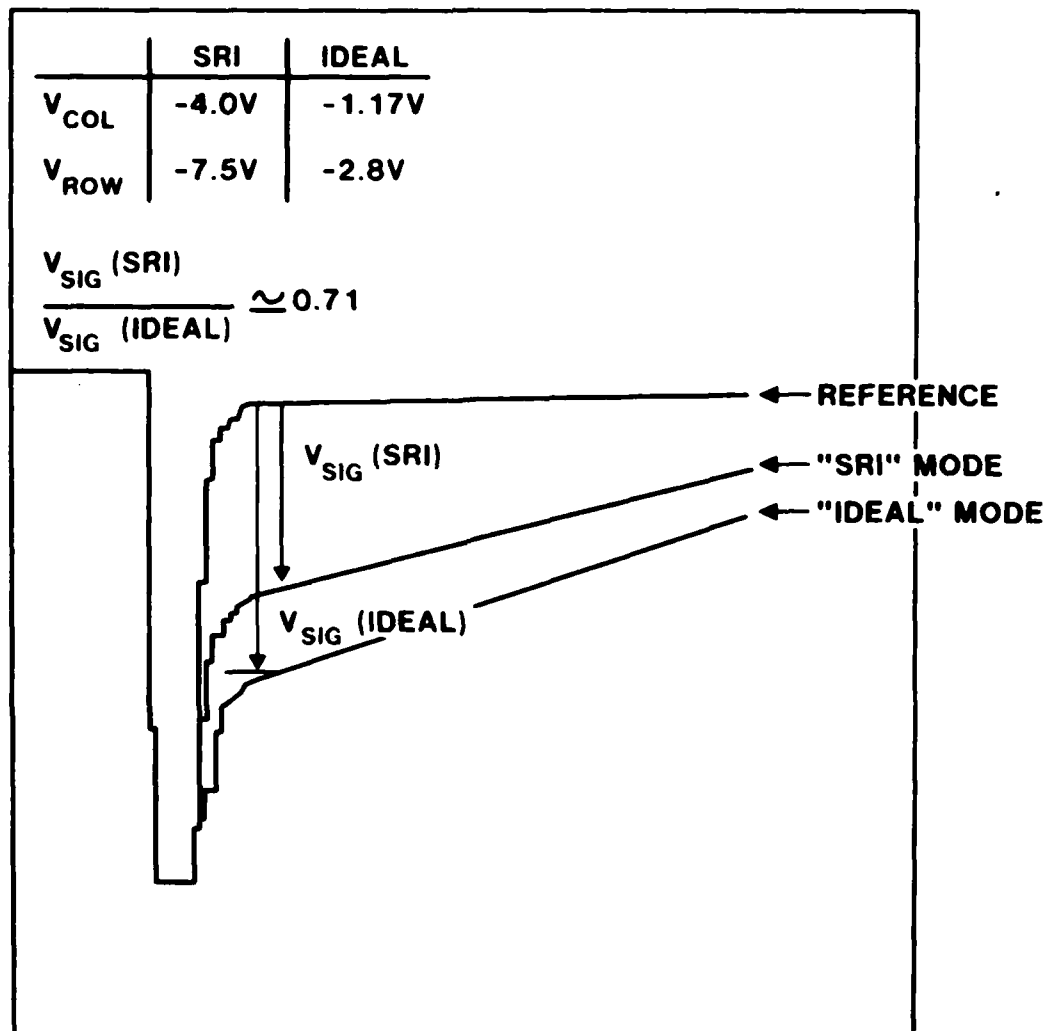 SRI IDEAL
V_COL -4.0V -1.17V
V_ROW -7.5V -2.8V
V_SIG (SRI)
V_SIG (IDEAL)
≃ 0.71
REFERENCE
V_SIG (SRI)
"SRI" MODE
"IDEAL" MODE
V_SIG (IDEAL)